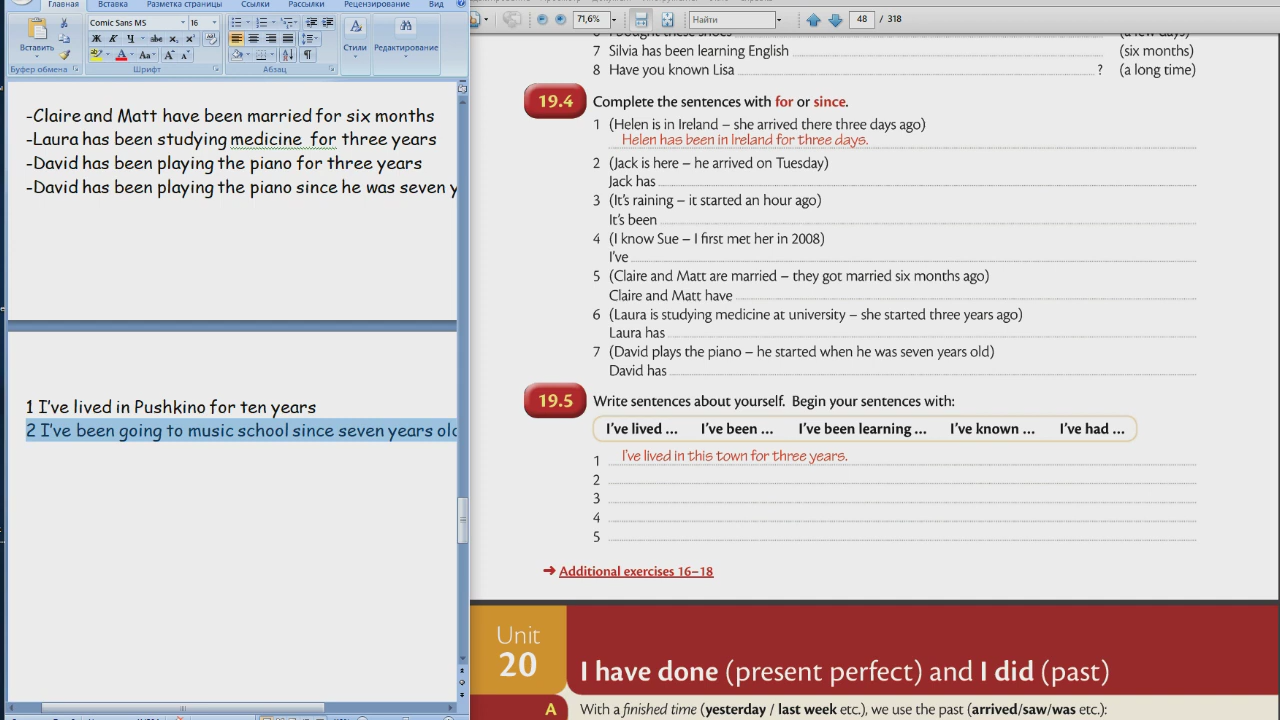 Главная Вставка Разметка страницы Ссылки Рассылки Рецензирование Вид
Comic Sans MS 16
Вставить
Стили Редактирование
Буфер обмена Шрифт Абзац
-Claire and Matt have been married for six months
-Laura has been studying medicine for three years
-David has been playing the piano for three years
-David has been playing the piano since he was seven y
1 I've lived in Pushkino for ten years
2 I've been going to music school since seven years old
71,6% Найти 48 / 318
7 Silvia has been learning English (six months)
8 Have you known Lisa ? (a long time)
19.4 Complete the sentences with for or since.
1 (Helen is in Ireland – she arrived there three days ago)
Helen has been in Ireland for three days.
2 (Jack is here – he arrived on Tuesday)
Jack has
3 (It's raining – it started an hour ago)
It's been
4 (I know Sue – I first met her in 2008)
I've
5 (Claire and Matt are married – they got married six months ago)
Claire and Matt have
6 (Laura is studying medicine at university – she started three years ago)
Laura has
7 (David plays the piano – he started when he was seven years old)
David has
19.5 Write sentences about yourself. Begin your sentences with:
I've lived ... I've been ... I've been learning ... I've known ... I've had ...
1 I've lived in this town for three years.
2
3
4
5
→ Additional exercises 16–18
Unit
20
I have done (present perfect) and I did (past)
A With a finished time (yesterday / last week etc.), we use the past (arrived/saw/was etc.):